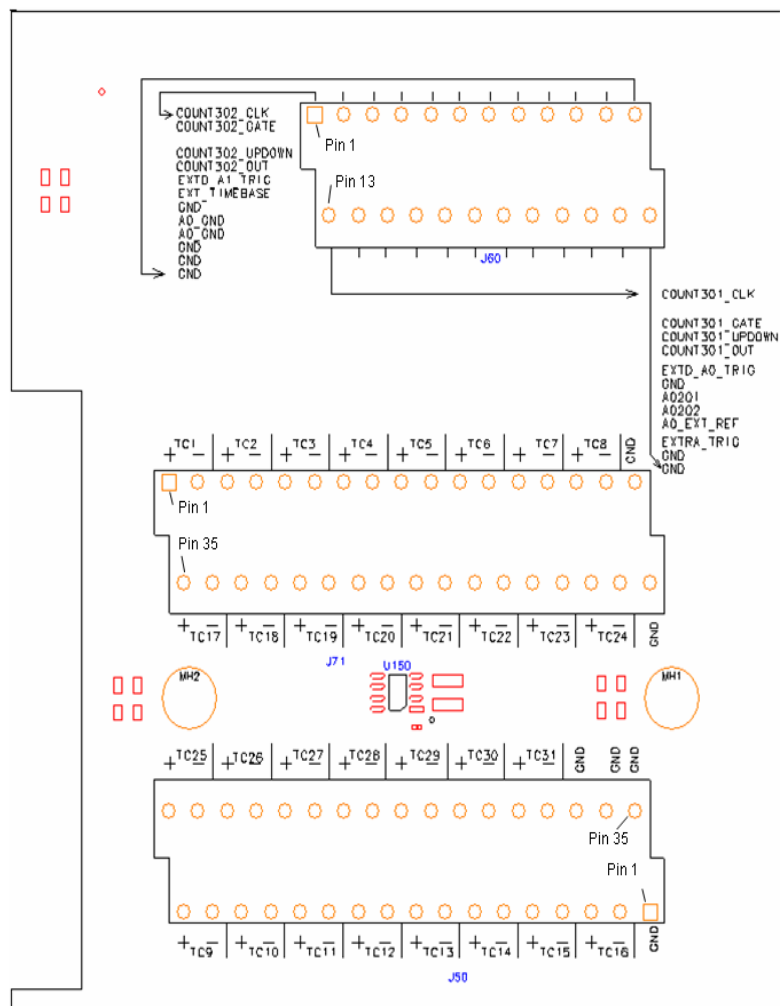 COUNT302_CLK
COUNT302_GATE
Pin 1
COUNT302_UPDOWN
COUNT302_OUT
EXTD_A1_TRIG
EXT_TIMEBASE
GND
AO_GND
AO_GND
GND
GND
GND
Pin 13
J60
COUNT301_CLK
COUNT301_GATE
COUNT301_UPDOWN
COUNT301_OUT
EXTD_AO_TRIG
GND
AO201
AO202
AO_EXT_REF
EXTRA_TRIG
GND
GND
+TC1− +TC2− +TC3− +TC4− +TC5− +TC6− +TC7− +TC8− GND
Pin 1
Pin 35
+TC17− +TC18− +TC19− +TC20− +TC21− +TC22− +TC23− +TC24− GND
J71 U150
MH2 MH1
+TC25− +TC26− +TC27− +TC28− +TC29− +TC30− +TC31− GND GND GND
Pin 35
Pin 1
+TC9− +TC10− +TC11− +TC12− +TC13− +TC14− +TC15− +TC16− GND
J50